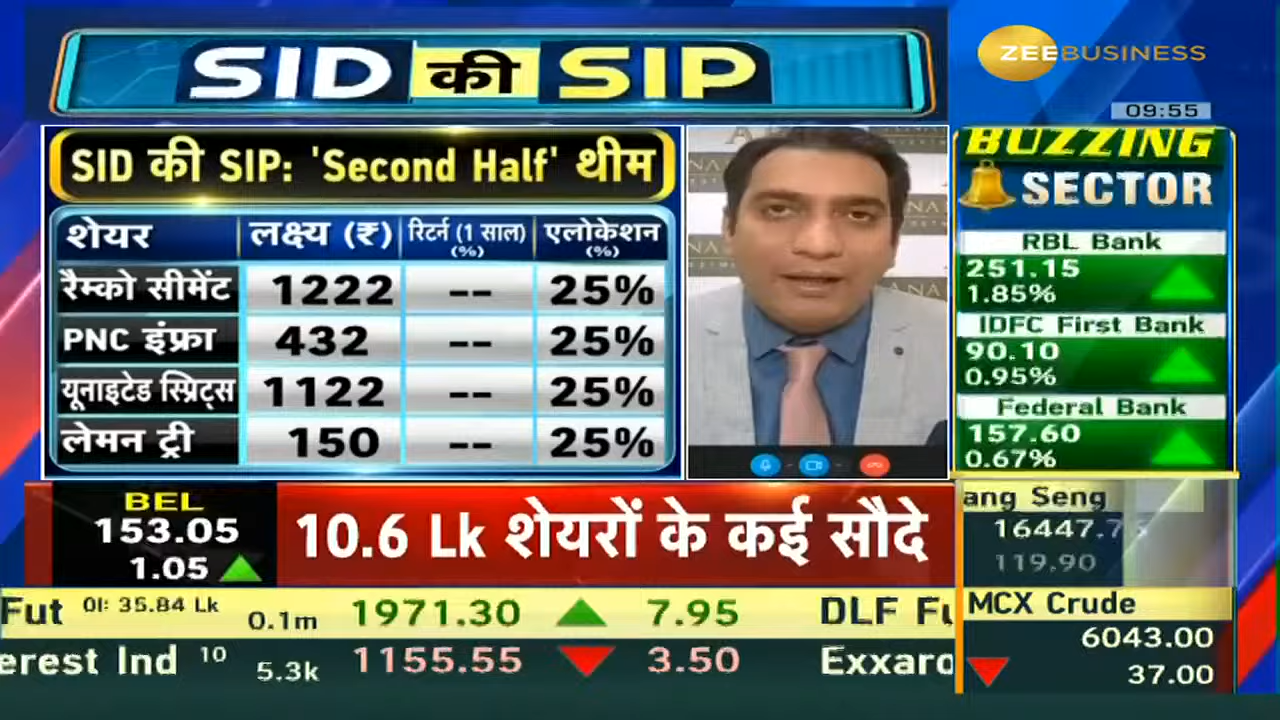 SID की SIP
ZEEBUSINESS
09:55
SID की SIP: 'Second Half' थीम
शेयर लक्ष्य (₹) रिटर्न (1 साल) (%) एलोकेशन (%)
रैम्को सीमेंट 1222 -- 25%
PNC इंफ्रा 432 -- 25%
यूनाइटेड स्प्रिट्स 1122 -- 25%
लेमन ट्री 150 -- 25%
BUZZING
SECTOR
RBL Bank
251.15
1.85%
IDFC First Bank
90.10
0.95%
Federal Bank
157.60
0.67%
BEL
153.05
1.05
10.6 Lk शेयरों के कई सौदे
ang Seng
16447.7
119.90
MCX Crude
6043.00
37.00
Fut OI: 35.84 Lk 0.1m 1971.30 7.95 DLF Fu
erest Ind 10 5.3k 1155.55 3.50 Exxaro